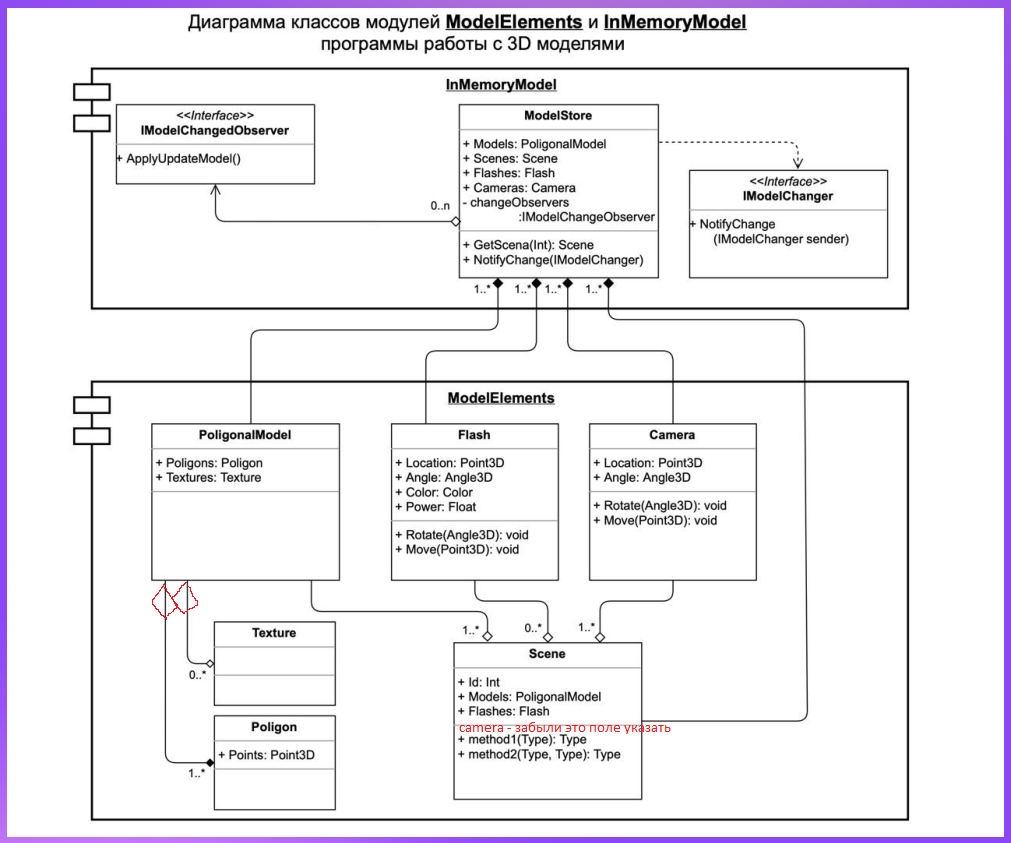 Диаграмма классов модулей ModelElements и InMemoryModel
программы работы с 3D моделями
InMemoryModel
<<Interface>>
IModelChangedObserver
+ ApplyUpdateModel()
ModelStore
+ Models: PoligonalModel
+ Scenes: Scene
+ Flashes: Flash
+ Cameras: Camera
- changeObservers
:IModelChangeObserver
+ GetScena(Int): Scene
+ NotifyChange(IModelChanger)
<<Interface>>
IModelChanger
+ NotifyChange
(IModelChanger sender)
0..n
1..*
1..*
1..*
1..*
ModelElements
PoligonalModel
+ Poligons: Poligon
+ Textures: Texture
Flash
+ Location: Point3D
+ Angle: Angle3D
+ Color: Color
+ Power: Float
+ Rotate(Angle3D): void
+ Move(Point3D): void
Camera
+ Location: Point3D
+ Angle: Angle3D
+ Rotate(Angle3D): void
+ Move(Point3D): void
Texture
0..*
Poligon
+ Points: Point3D
1..*
1..*
0..*
1..*
Scene
+ Id: Int
+ Models: PoligonalModel
+ Flashes: Flash
camera - забыли это поле указать
+ method1(Type): Type
+ method2(Type, Type): Type